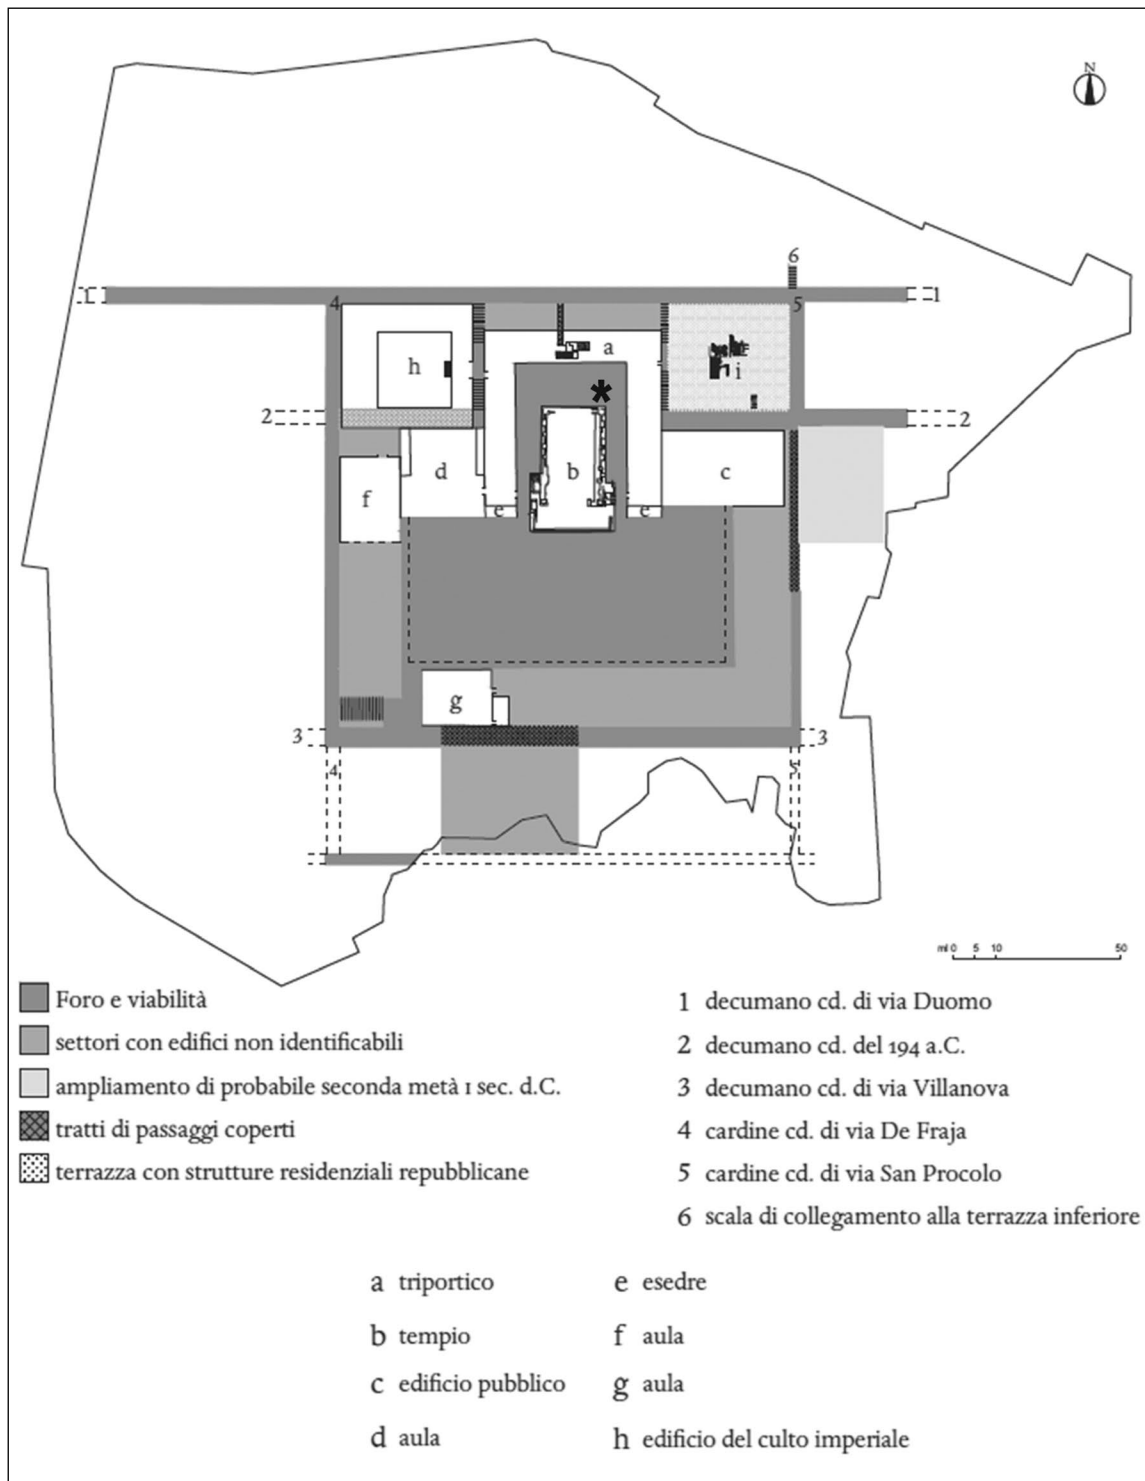 N
6
1 4 5 1
a
h
i
*
2 2
d b c
f
e e
g
3 3
4 5
ml 0 5 10 50
Foro e viabilità
settori con edifici non identificabili
ampliamento di probabile seconda metà I sec. d.C.
tratti di passaggi coperti
terrazza con strutture residenziali repubblicane
1 decumano cd. di via Duomo
2 decumano cd. del 194 a.C.
3 decumano cd. di via Villanova
4 cardine cd. di via De Fraja
5 cardine cd. di via San Procolo
6 scala di collegamento alla terrazza inferiore
a triportico
b tempio
c edificio pubblico
d aula
e esedre
f aula
g aula
h edificio del culto imperiale